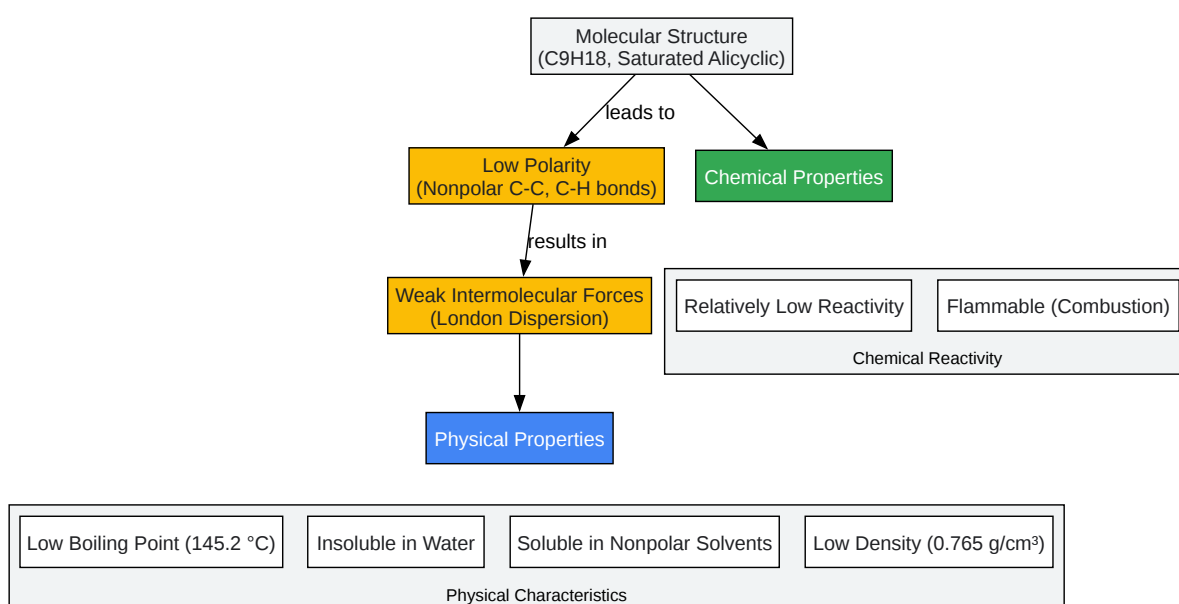 Molecular Structure
(C9H18, Saturated Alicyclic)
leads to
Low Polarity
(Nonpolar C-C, C-H bonds)
Chemical Properties
results in
Weak Intermolecular Forces
(London Dispersion)
Relatively Low Reactivity
Flammable (Combustion)
Chemical Reactivity
Physical Properties
Low Boiling Point (145.2 °C)
Insoluble in Water
Soluble in Nonpolar Solvents
Low Density (0.765 g/cm³)
Physical Characteristics